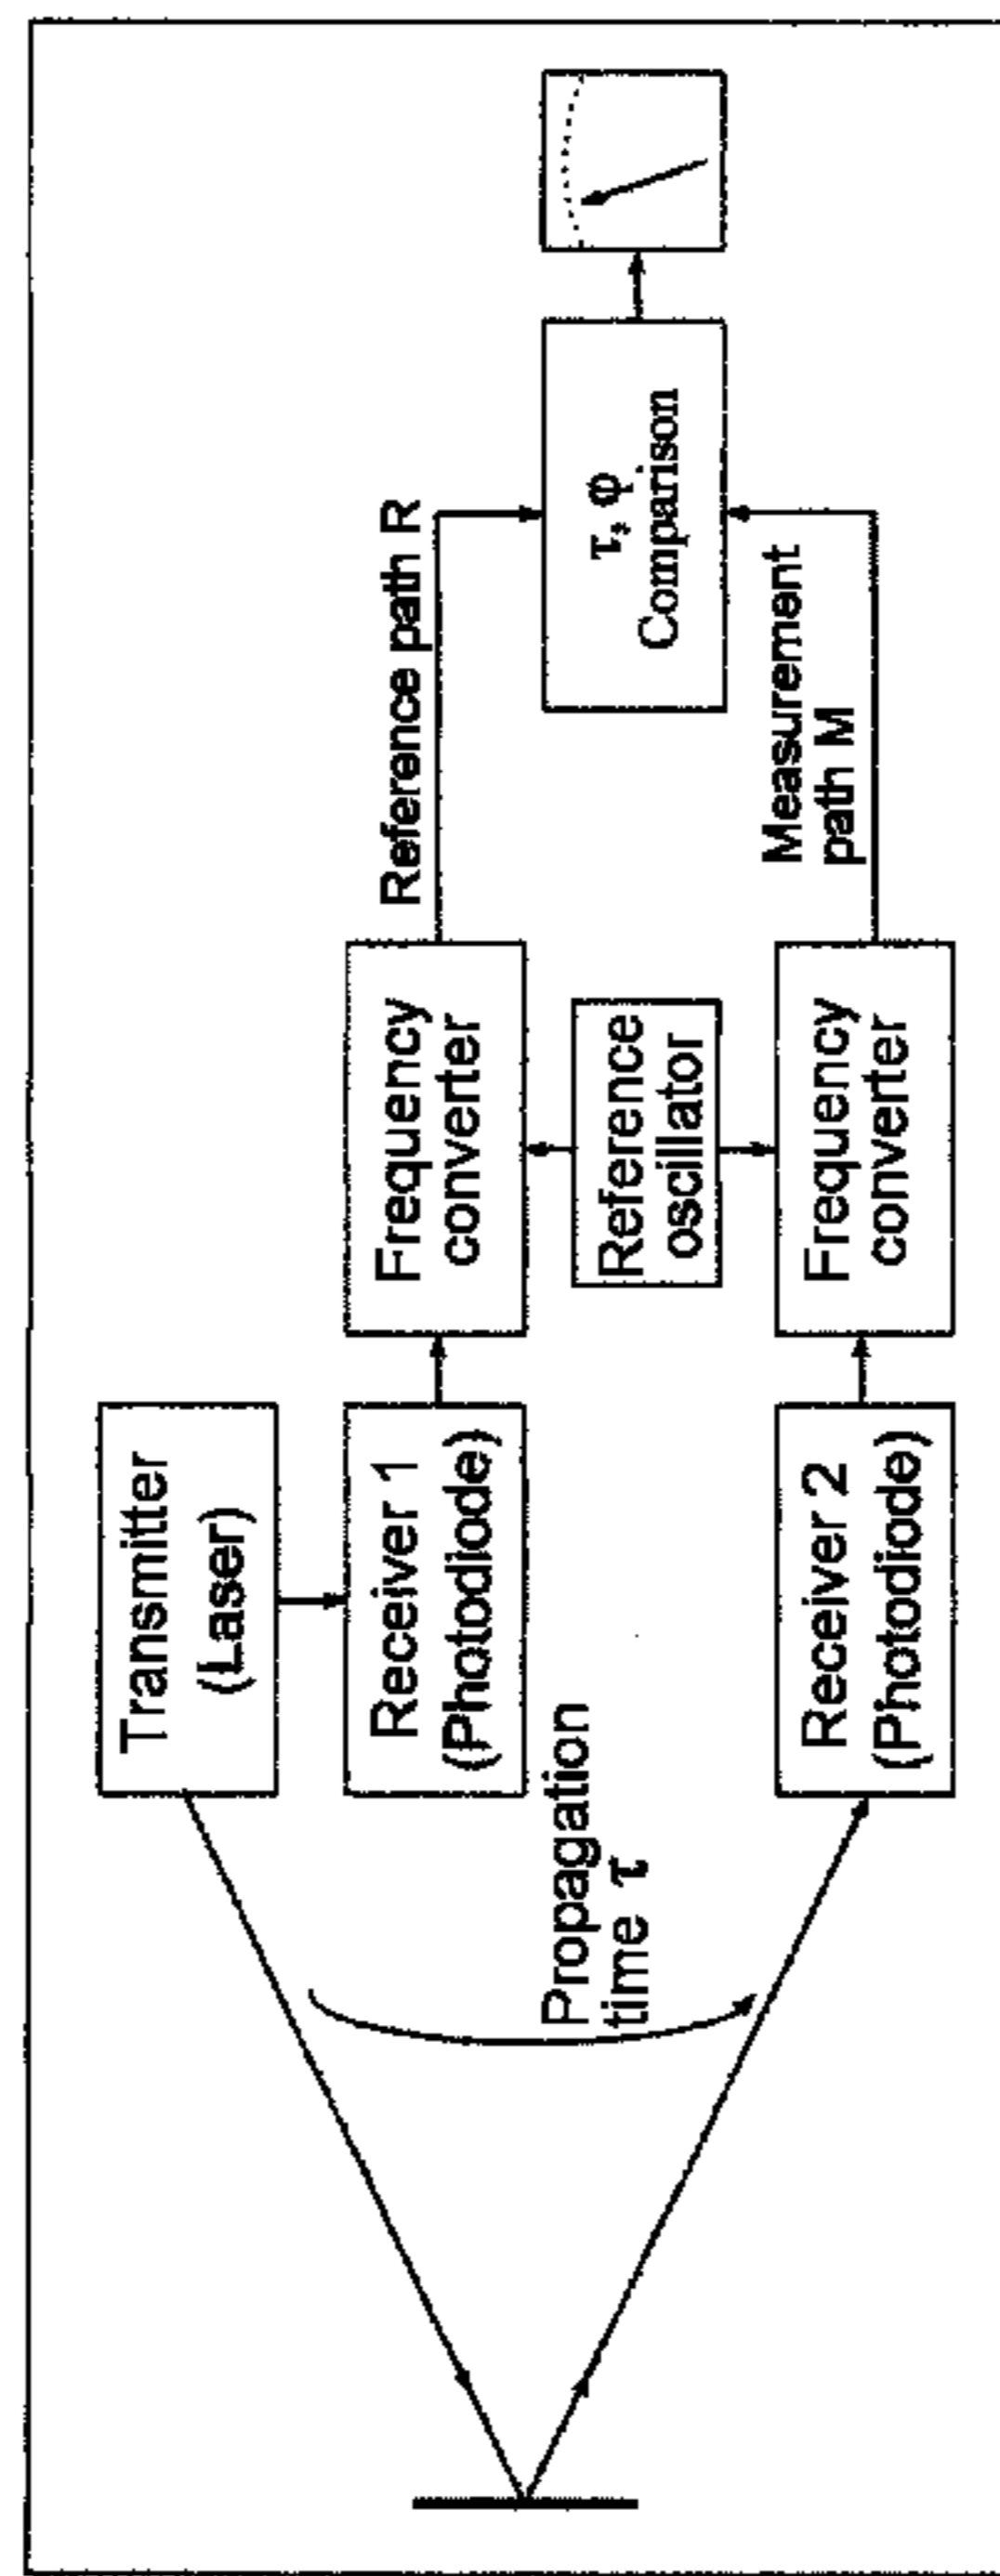 Transmitter
(Laser)
Receiver 1
(Photodiode)
Frequency
converter
Reference path R
Propagation
time τ
Reference
oscillator
τ, φ
Comparison
Receiver 2
(Photodiode)
Frequency
converter
Measurement
path M